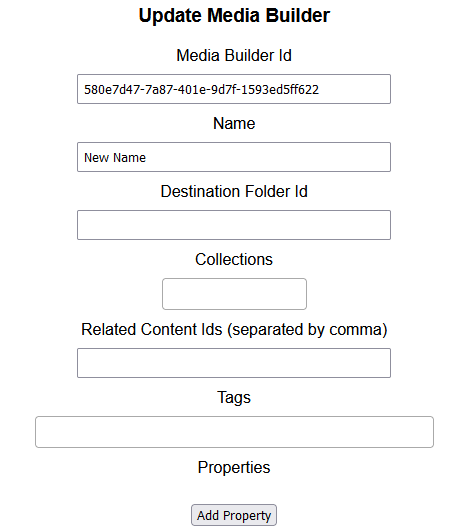 Update Media Builder
Media Builder Id
580e7d47-7a87-401e-9d7f-1593ed5ff622
Name
New Name
Destination Folder Id
Collections
Related Content Ids (separated by comma)
Tags
Properties
Add Property